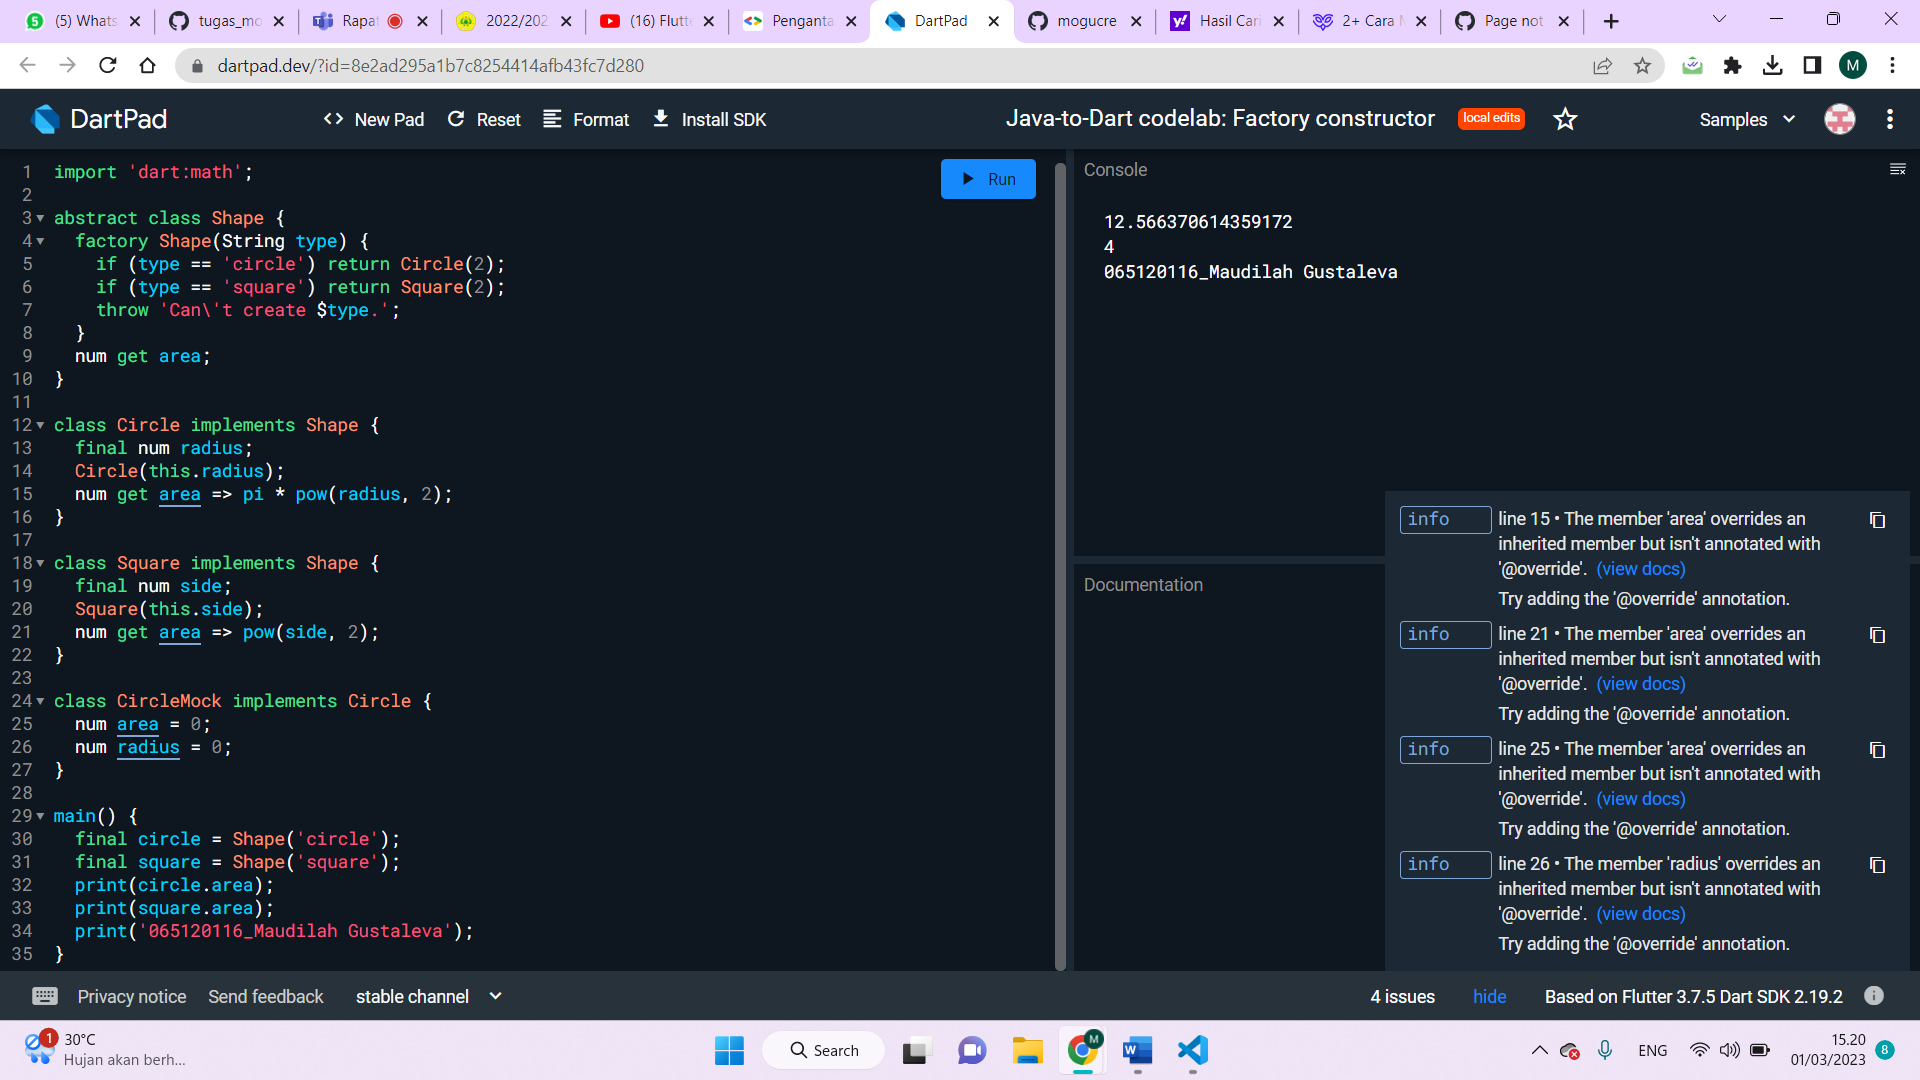 (5) Whats
tugas_mo
Rapat
2022/202
(16) Flutte
Penganta
DartPad
mogucre
Hasil Cari
2+ Cara M
Page not
dartpad.dev/?id=8e2ad295a1b7c8254414afb43fc7d280
M
DartPad
<> New Pad
Reset
Format
Install SDK
Java-to-Dart codelab: Factory constructor
local edits
Samples
1 import 'dart:math';
2
3 abstract class Shape {
4 factory Shape(String type) {
5 if (type == 'circle') return Circle(2);
6 if (type == 'square') return Square(2);
7 throw 'Can\'t create $type.';
8 }
9 num get area;
10 }
11
12 class Circle implements Shape {
13 final num radius;
14 Circle(this.radius);
15 num get area => pi * pow(radius, 2);
16 }
17
18 class Square implements Shape {
19 final num side;
20 Square(this.side);
21 num get area => pow(side, 2);
22 }
23
24 class CircleMock implements Circle {
25 num area = 0;
26 num radius = 0;
27 }
28
29 main() {
30 final circle = Shape('circle');
31 final square = Shape('square');
32 print(circle.area);
33 print(square.area);
34 print('065120116_Maudilah Gustaleva');
35 }
Run
Console
12.566370614359172
4
065120116_Maudilah Gustaleva
Documentation
info line 15 • The member 'area' overrides an
inherited member but isn't annotated with
'@override'. (view docs)
Try adding the '@override' annotation.
info line 21 • The member 'area' overrides an
inherited member but isn't annotated with
'@override'. (view docs)
Try adding the '@override' annotation.
info line 25 • The member 'area' overrides an
inherited member but isn't annotated with
'@override'. (view docs)
Try adding the '@override' annotation.
info line 26 • The member 'radius' overrides an
inherited member but isn't annotated with
'@override'. (view docs)
Try adding the '@override' annotation.
Privacy notice
Send feedback
stable channel
4 issues
hide
Based on Flutter 3.7.5 Dart SDK 2.19.2
1
30°C
Hujan akan berh...
Search
M
ENG
15.20
01/03/2023
8